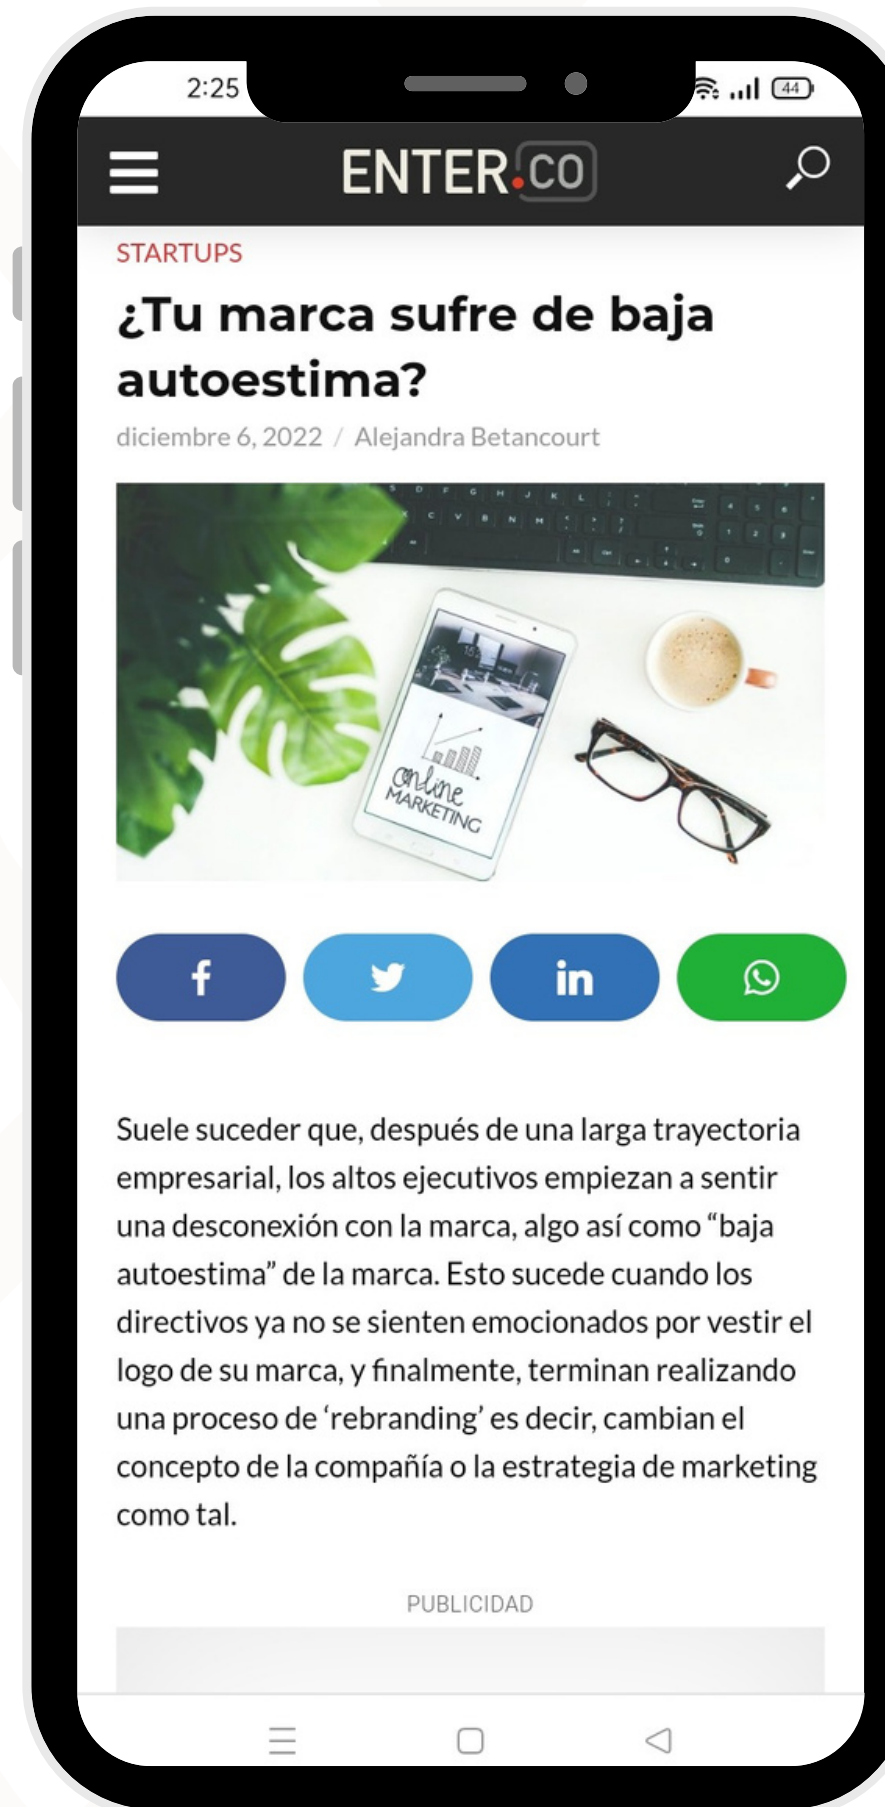 2:25
44
ENTER.CO
STARTUPS
¿Tu marca sufre de baja
autoestima?
diciembre 6, 2022 / Alejandra Betancourt
S D F G H J K L
C V B N M
online
MARKETING
f
in
Suele suceder que, después de una larga trayectoria
empresarial, los altos ejecutivos empiezan a sentir
una desconexión con la marca, algo así como “baja
autoestima” de la marca. Esto sucede cuando los
directivos ya no se sienten emocionados por vestir el
logo de su marca, y finalmente, terminan realizando
una proceso de ‘rebranding’ es decir, cambian el
concepto de la compañía o la estrategia de marketing
como tal.
PUBLICIDAD